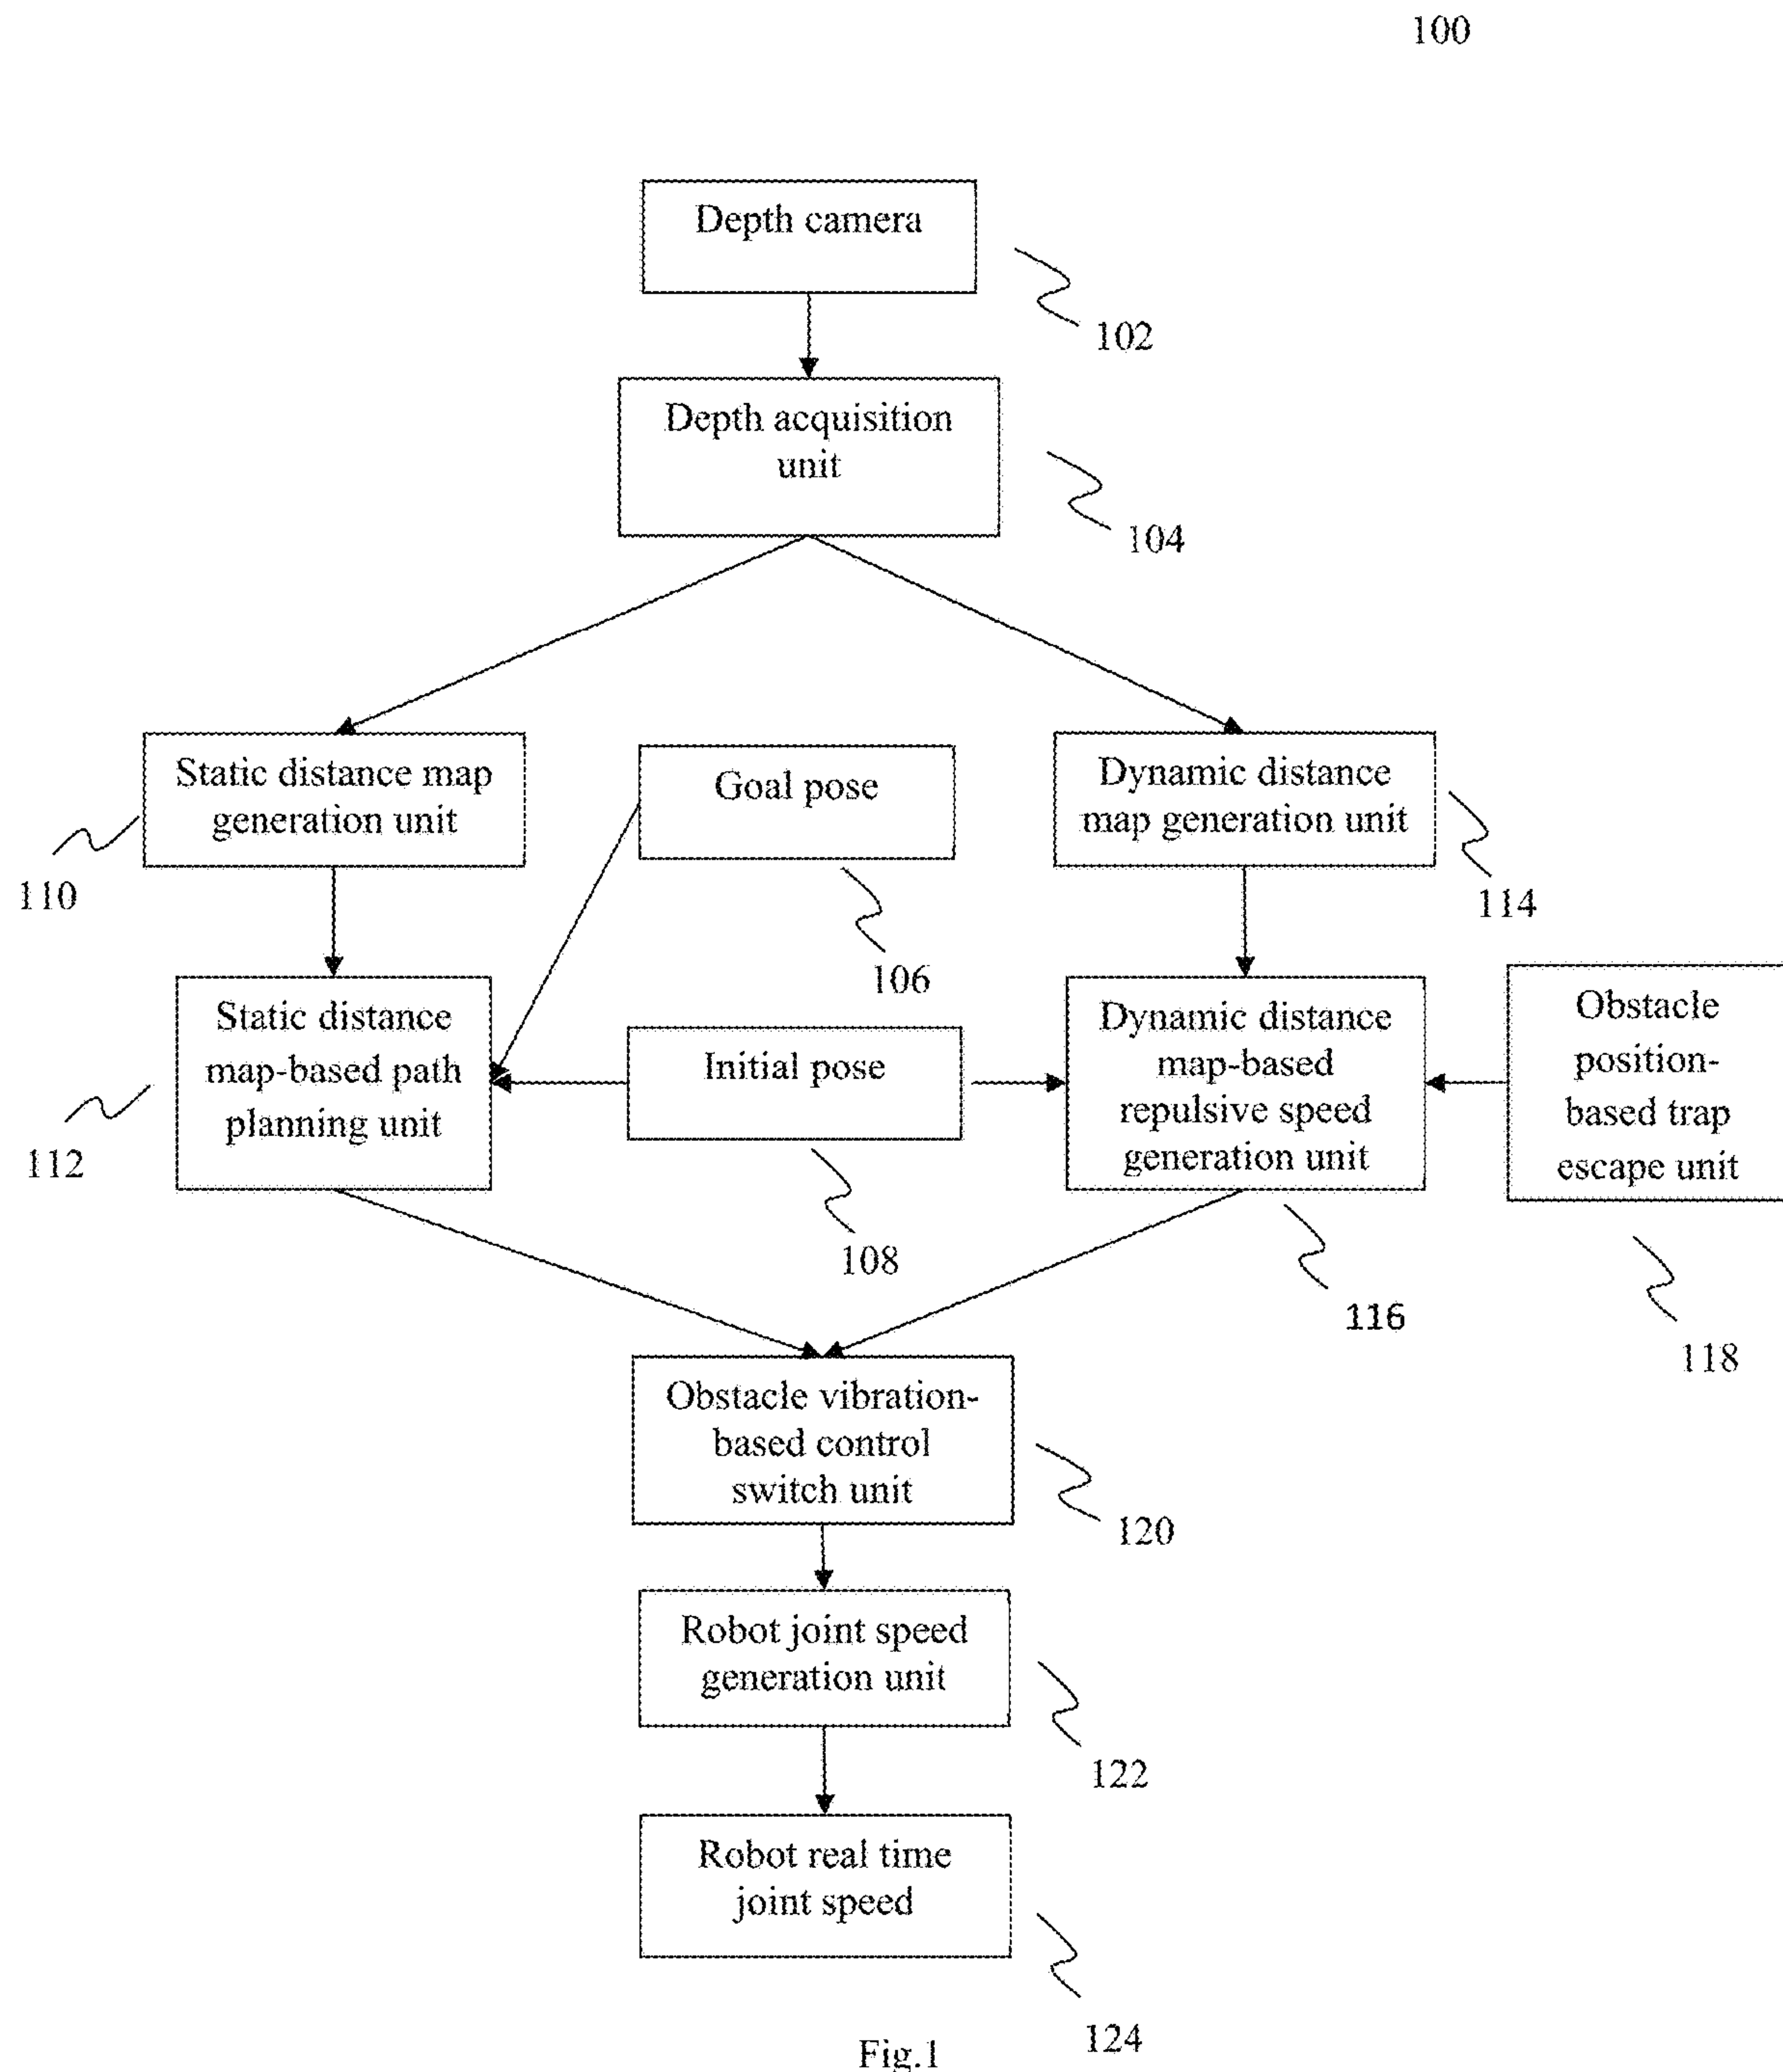 100
Depth camera
102
Depth acquisition
unit
104
Static distance map
generation unit
110
Goal pose
106
Dynamic distance
map generation unit
114
Static distance
map-based path
planning unit
112
Initial pose
108
Dynamic distance
map-based
repulsive speed
generation unit
116
Obstacle
position-
based trap
escape unit
118
Obstacle vibration-
based control
switch unit
120
Robot joint speed
generation unit
122
Robot real time
joint speed
124
Fig.1